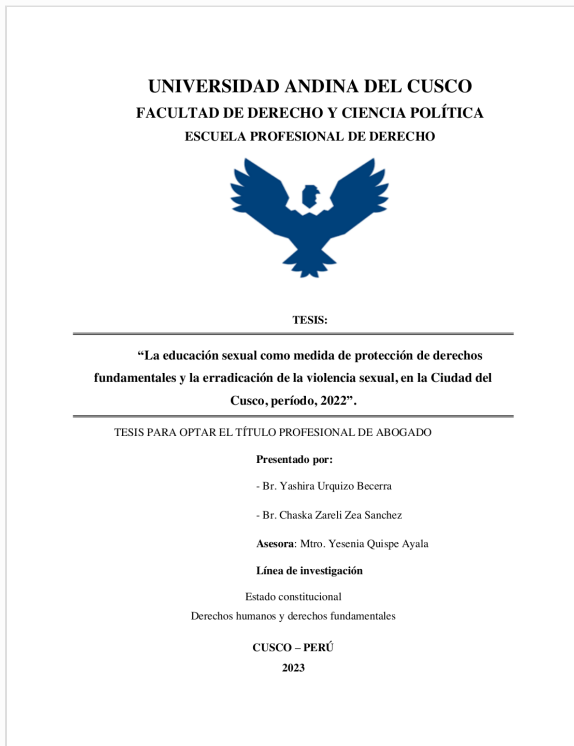 UNIVERSIDAD ANDINA DEL CUSCO
FACULTAD DE DERECHO Y CIENCIA POLÍTICA
ESCUELA PROFESIONAL DE DERECHO
TESIS:
“La educación sexual como medida de protección de derechos
fundamentales y la erradicación de la violencia sexual, en la Ciudad del
Cusco, período, 2022”.
TESIS PARA OPTAR EL TÍTULO PROFESIONAL DE ABOGADO
Presentado por:
- Br. Yashira Urquizo Becerra
- Br. Chaska Zareli Zea Sanchez
Asesora: Mtro. Yesenia Quispe Ayala
Línea de investigación
Estado constitucional
Derechos humanos y derechos fundamentales
CUSCO – PERÚ
2023